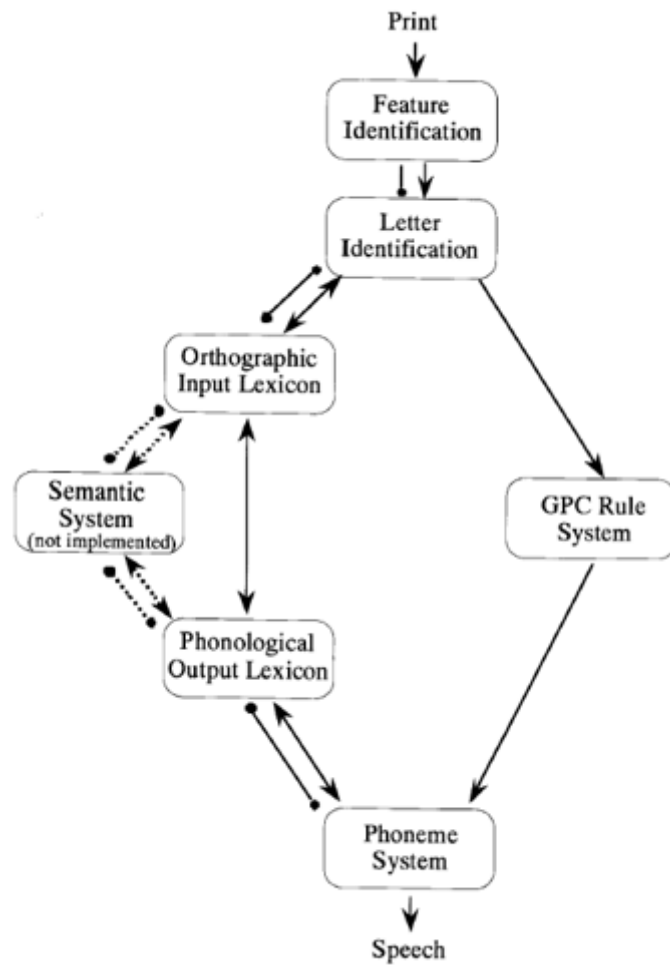 Print
Feature
Identification
Letter
Identification
Orthographic
Input Lexicon
Semantic
System
(not implemented)
GPC Rule
System
Phonological
Output Lexicon
Phoneme
System
Speech